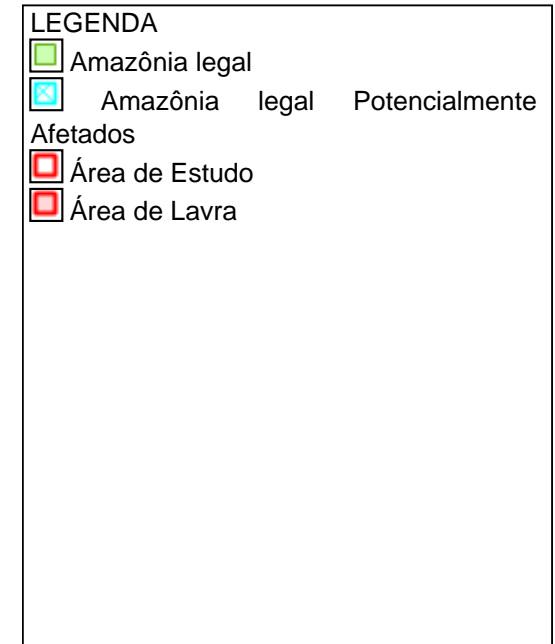 LEGENDA
Amazônia legal
Amazônia legal Potencialmente
Afetados
Área de Estudo
Área de Lavra